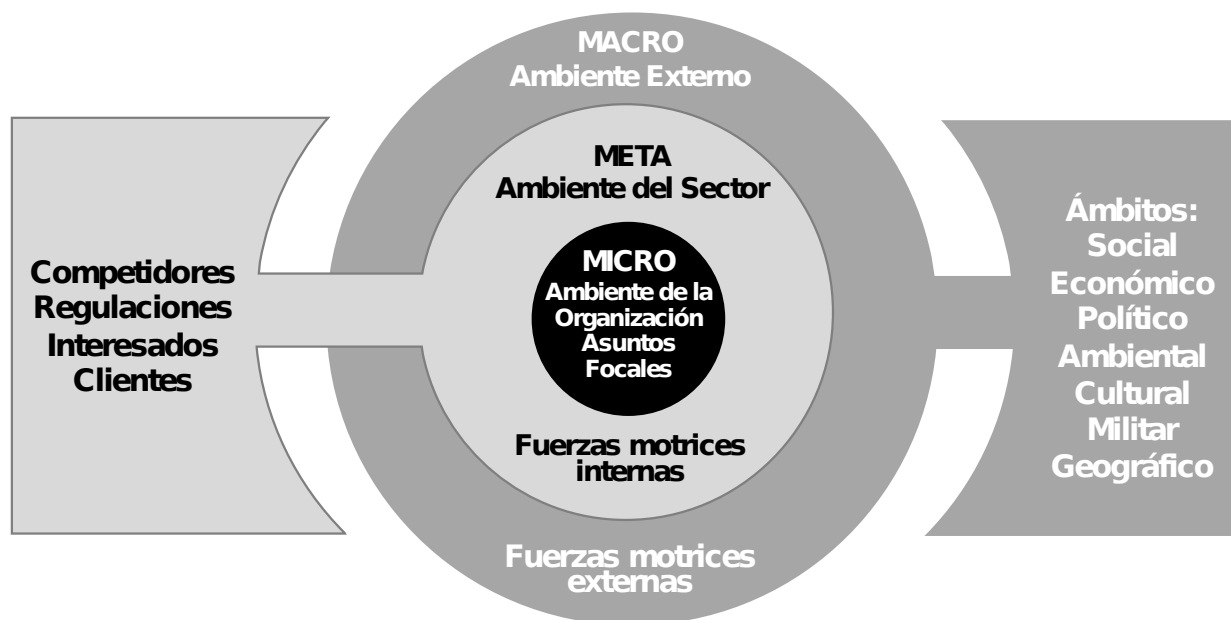 MACRO
Ambiente Externo
META
Ambiente del Sector
MICRO
Ambiente de la
Organización
Asuntos
Focales
Fuerzas motrices
internas
Fuerzas motrices
externas
Competidores
Regulaciones
Interesados
Clientes
Ámbitos:
Social
Económico
Político
Ambiental
Cultural
Militar
Geográfico